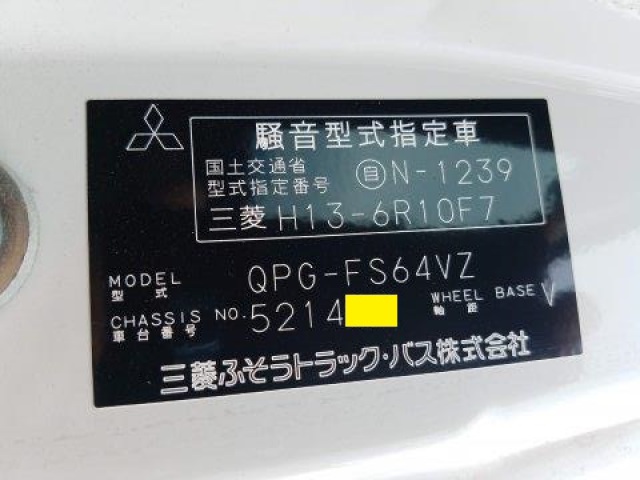 騒音型式指定車
国土交通省
型式指定番号 自N-1239
三菱 H13-6R10F7
MODEL QPG-FS64VZ
型式
CHASSIS NO. 5214 WHEEL BASE V
車台番号 軸距
三菱ふそうトラック・バス株式会社